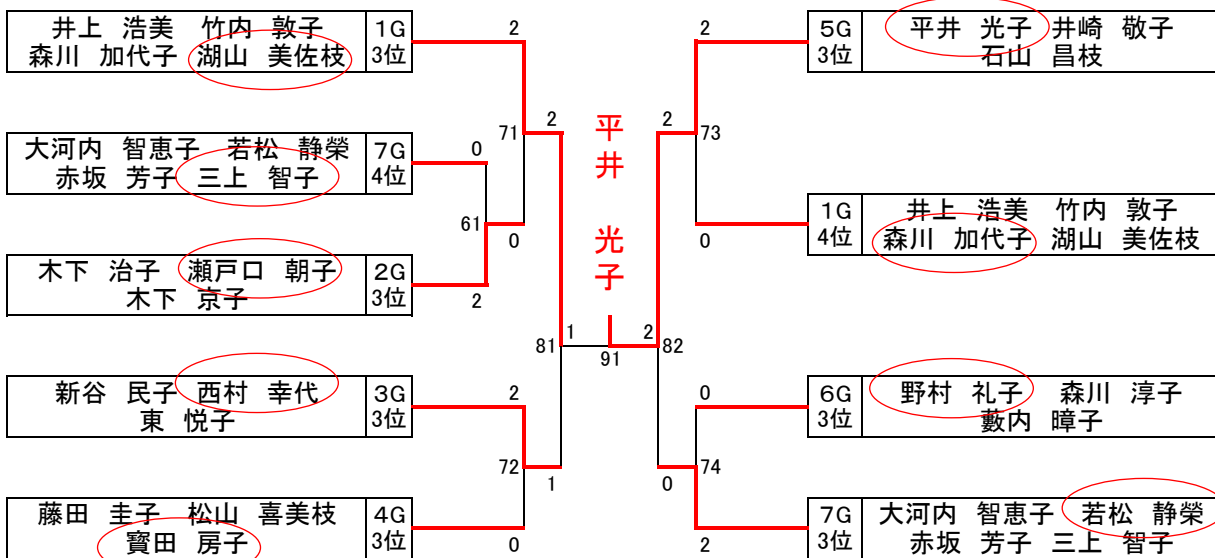 井上 浩美 竹内 敦子 1G
森川 加代子 湖山 美佐枝 3位
2
大河内 智恵子 若松 静榮 7G
赤坂 芳子 三上 智子 4位
0
木下 治子 瀬戸口 朝子 2G
木下 京子 3位
2
61
0
71
2
新谷 民子 西村 幸代 3G
東 悦子 3位
2
藤田 圭子 松山 喜美枝 4G
寳田 房子 3位
0
72
1
81
1
平井 光子
91
2
82
2
73
2
5G 平井 光子 井崎 敬子
3位 石山 昌枝
0
1G 井上 浩美 竹内 敦子
4位 森川 加代子 湖山 美佐枝
0
6G 野村 礼子 森川 淳子
3位 藪内 暲子
74
0
2
7G 大河内 智恵子 若松 静榮
3位 赤坂 芳子 三上 智子